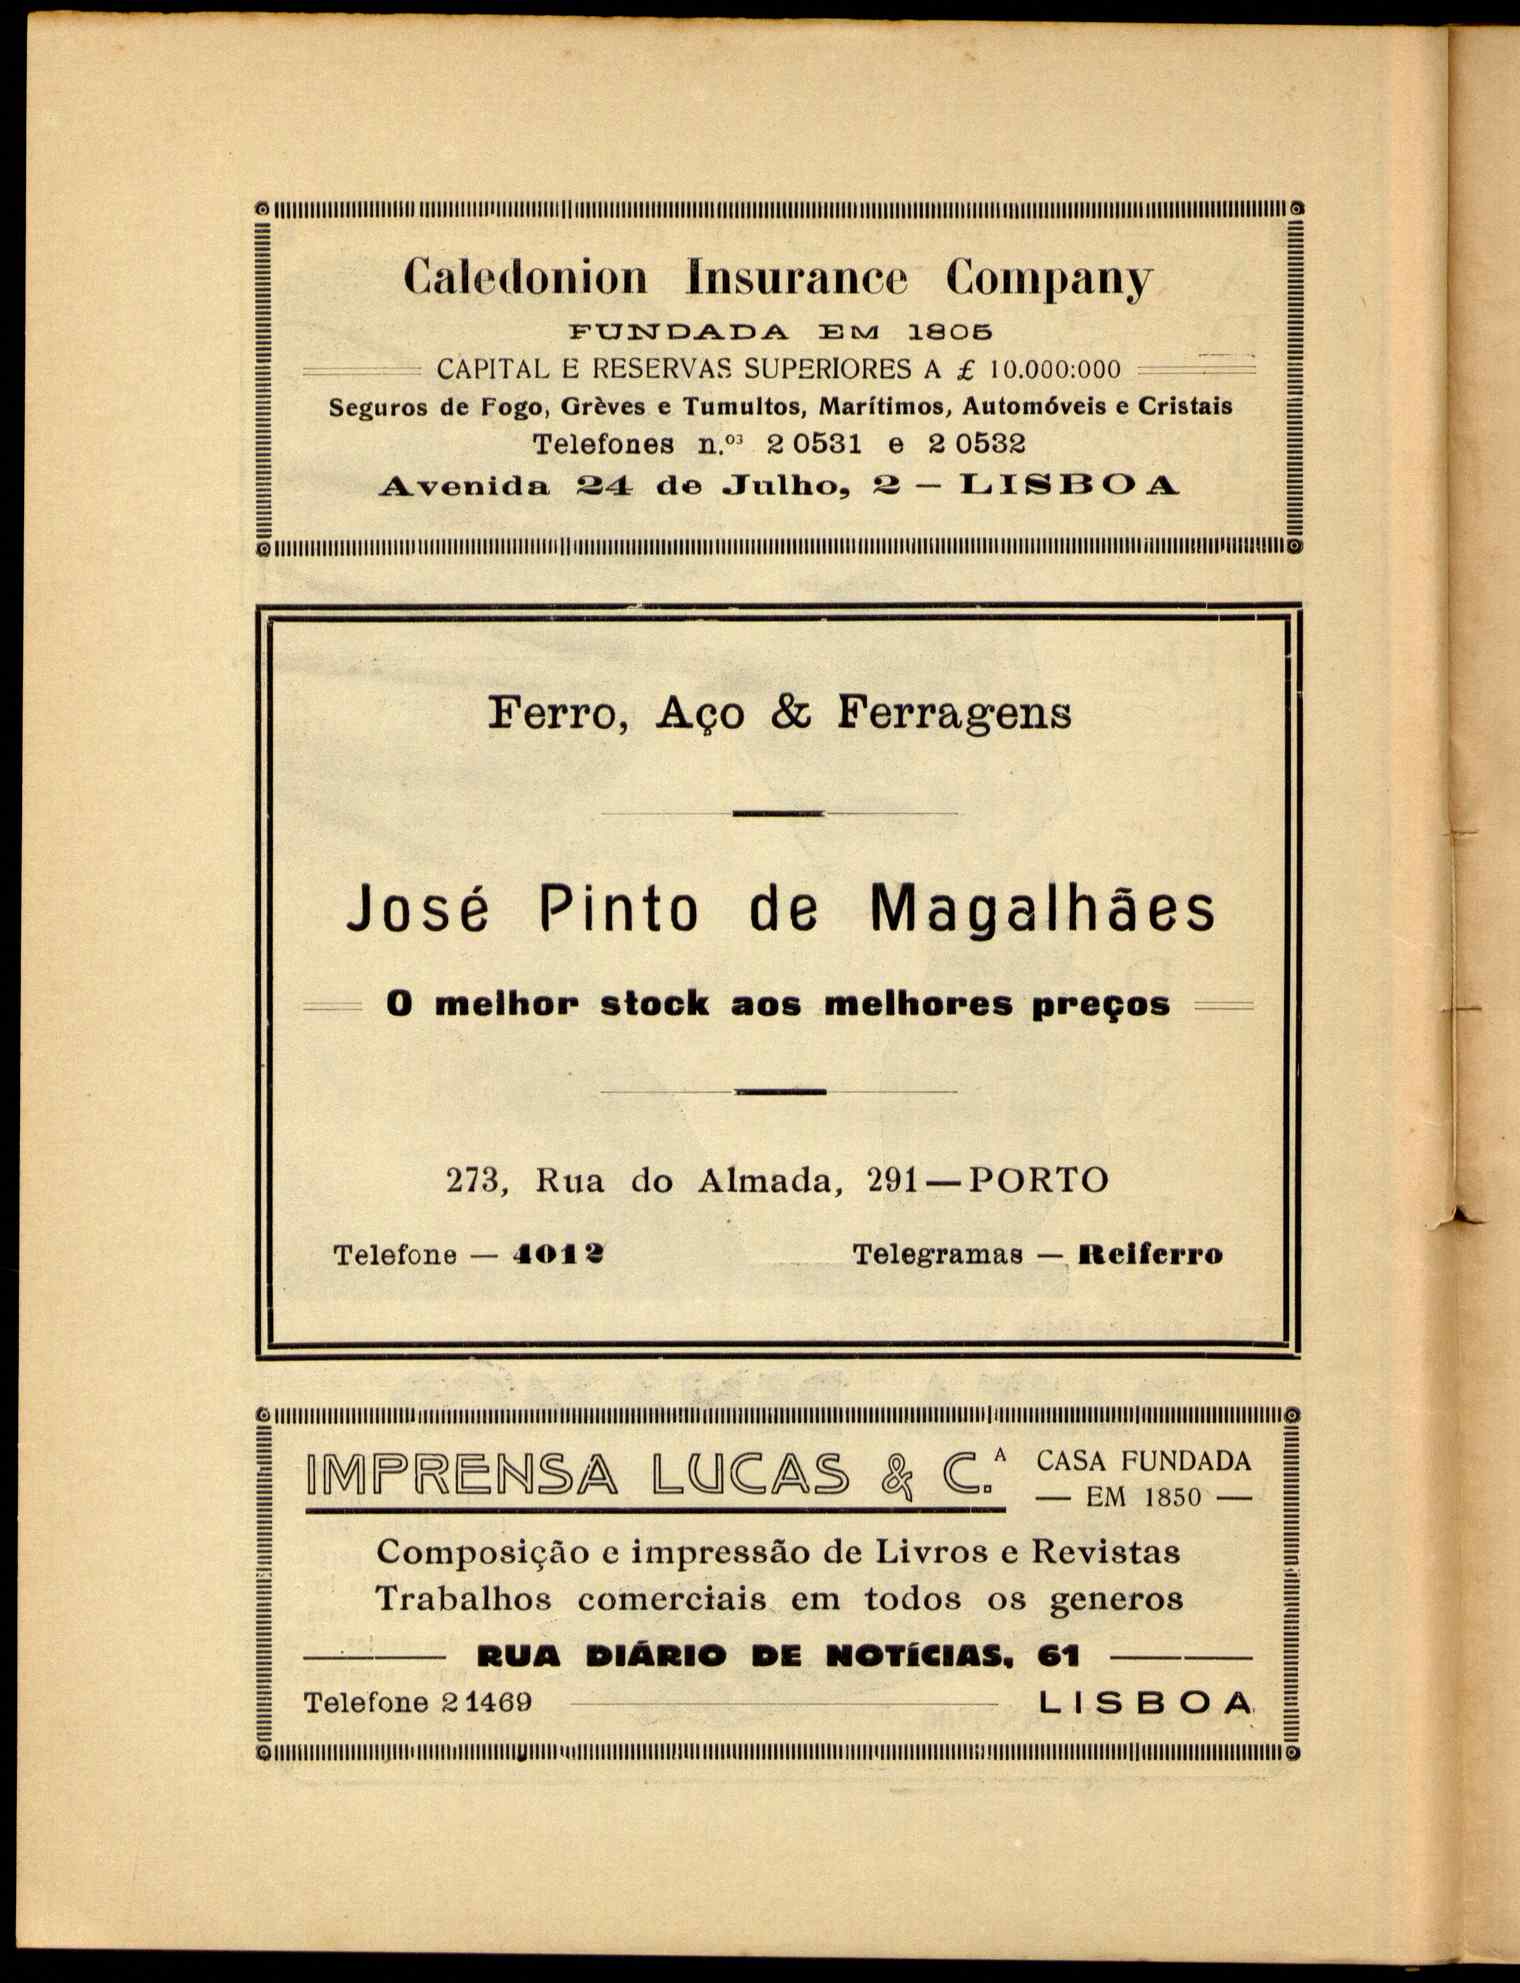 Caledonion Insurance Company
FUNDADA EM 1805
CAPITAL E RESERVAS SUPERIORES A £ 10.000:000
Seguros de Fogo, Grèves e Tumultos, Marítimos, Automóveis e Cristais
Telefones n.ºˢ 2 0531 e 2 0532
Avenida 24 de Julho, 2 — LISBOA
Ferro, Aço & Ferragens
José Pinto de Magalhães
O melhor stock aos melhores preços
273, Rua do Almada, 291 — PORTO
Telefone — 4012 Telegramas — Reiferro
IMPRENSA LUCAS & C.ᴬ CASA FUNDADA
— EM 1850 —
Composição e impressão de Livros e Revistas
Trabalhos comerciais em todos os generos
RUA DIÁRIO DE NOTÍCIAS, 61
Telefone 2 1469 LISBOA